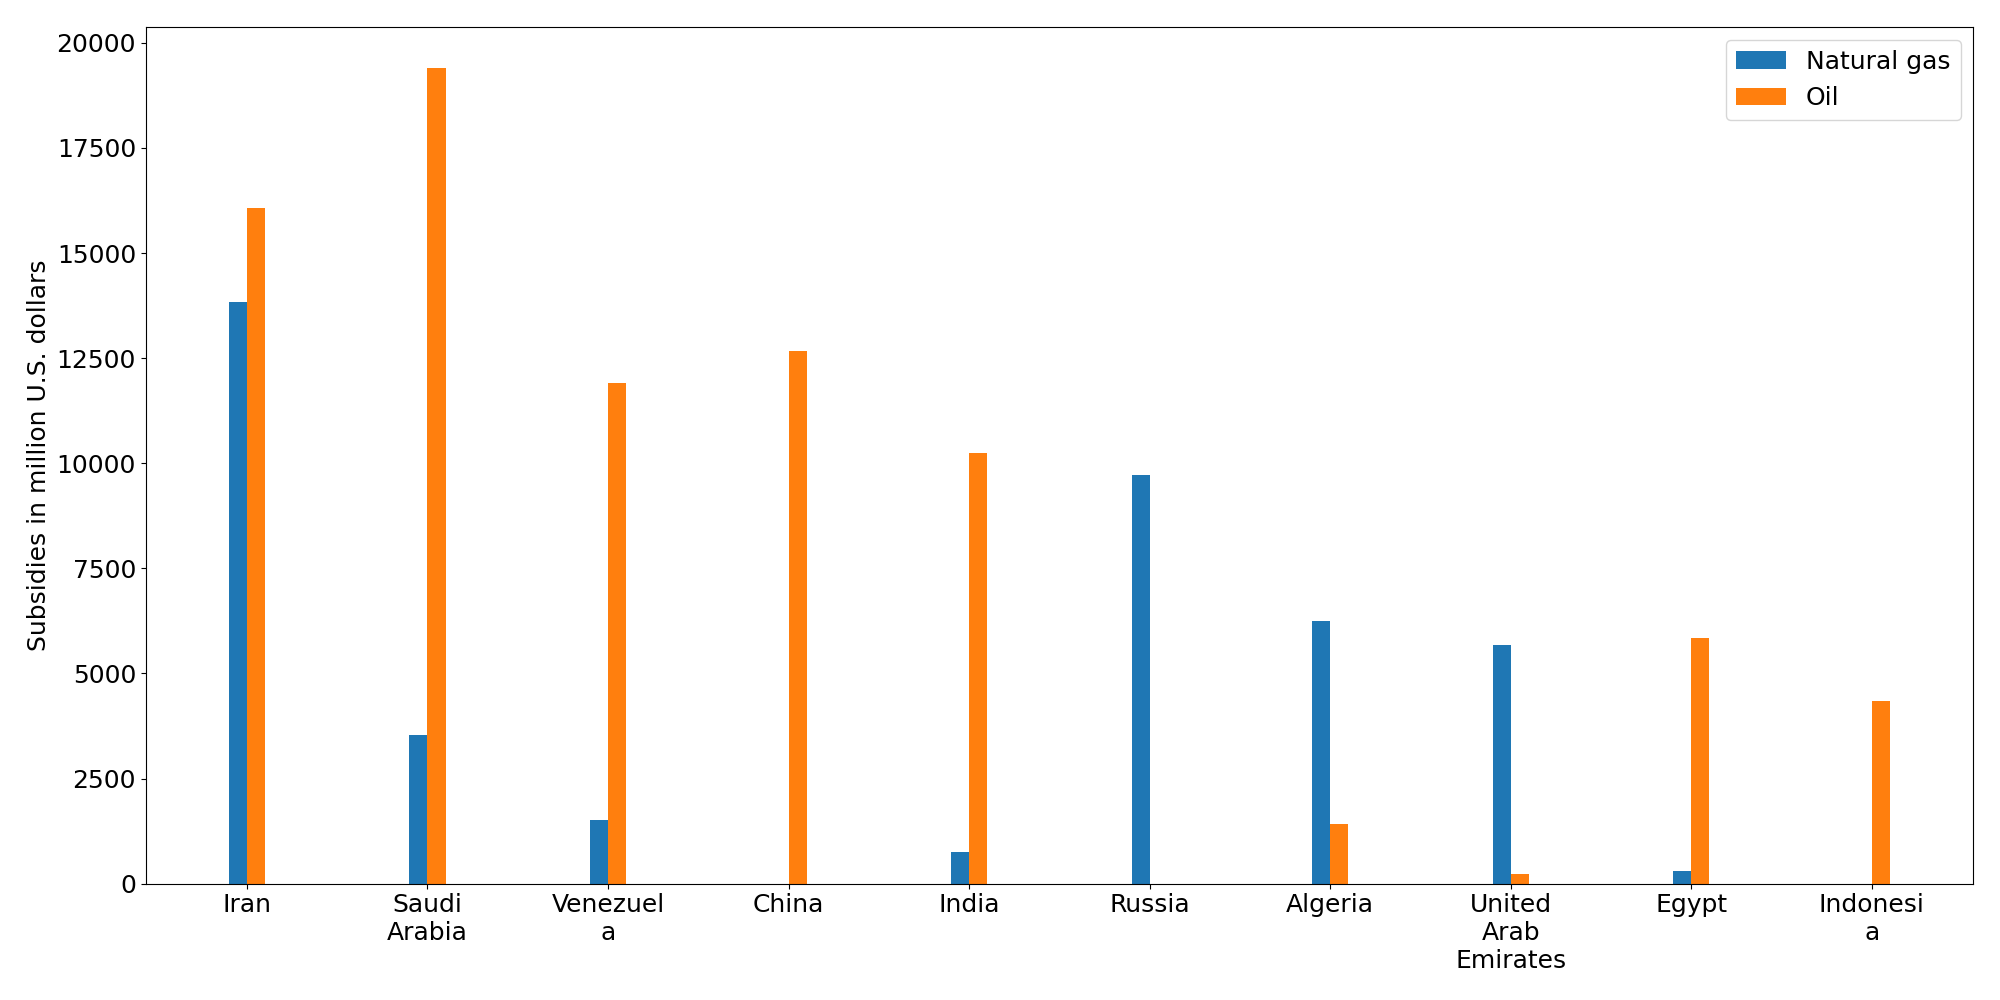 Natural gas
Oil
Subsidies in million U.S. dollars
20000
17500
15000
12500
10000
7500
5000
2500
0
Iran
Saudi
Arabia
Venezuel
a
China
India
Russia
Algeria
United
Arab
Emirates
Egypt
Indonesi
a